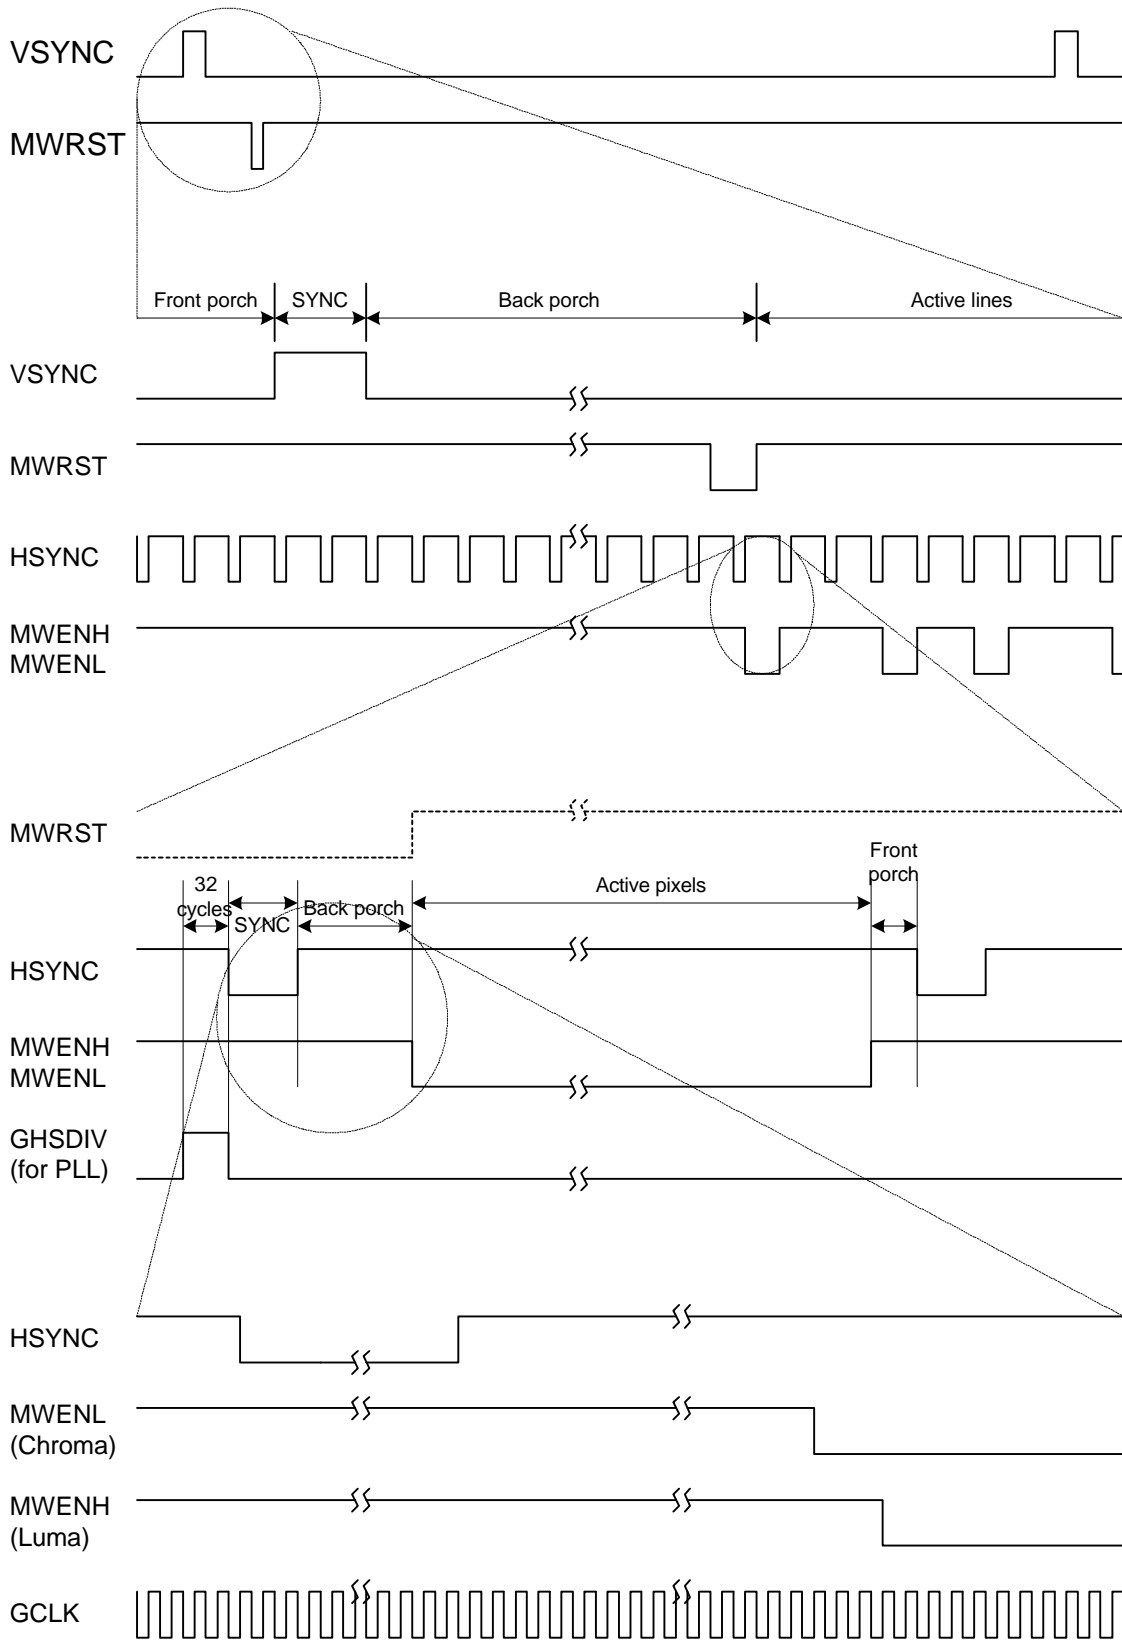 VSYNC
MWRST
Front porch
SYNC
Back porch
Active lines
VSYNC
MWRST
HSYNC
MWENH
MWENL
MWRST
32
cycles
SYNC
Back porch
Active pixels
Front
porch
HSYNC
MWENH
MWENL
GHSDIV
(for PLL)
HSYNC
MWENL
(Chroma)
MWENH
(Luma)
GCLK